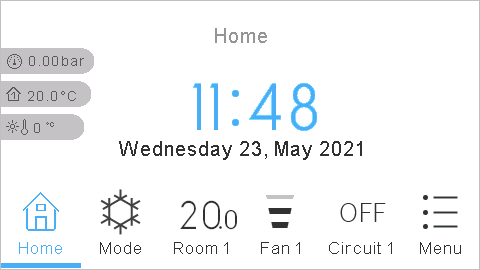 Home
0.00bar
20.0°C
0 °C
11:48
Wednesday 23, May 2021
20.0
OFF
Home Mode Room 1 Fan 1 Circuit 1 Menu